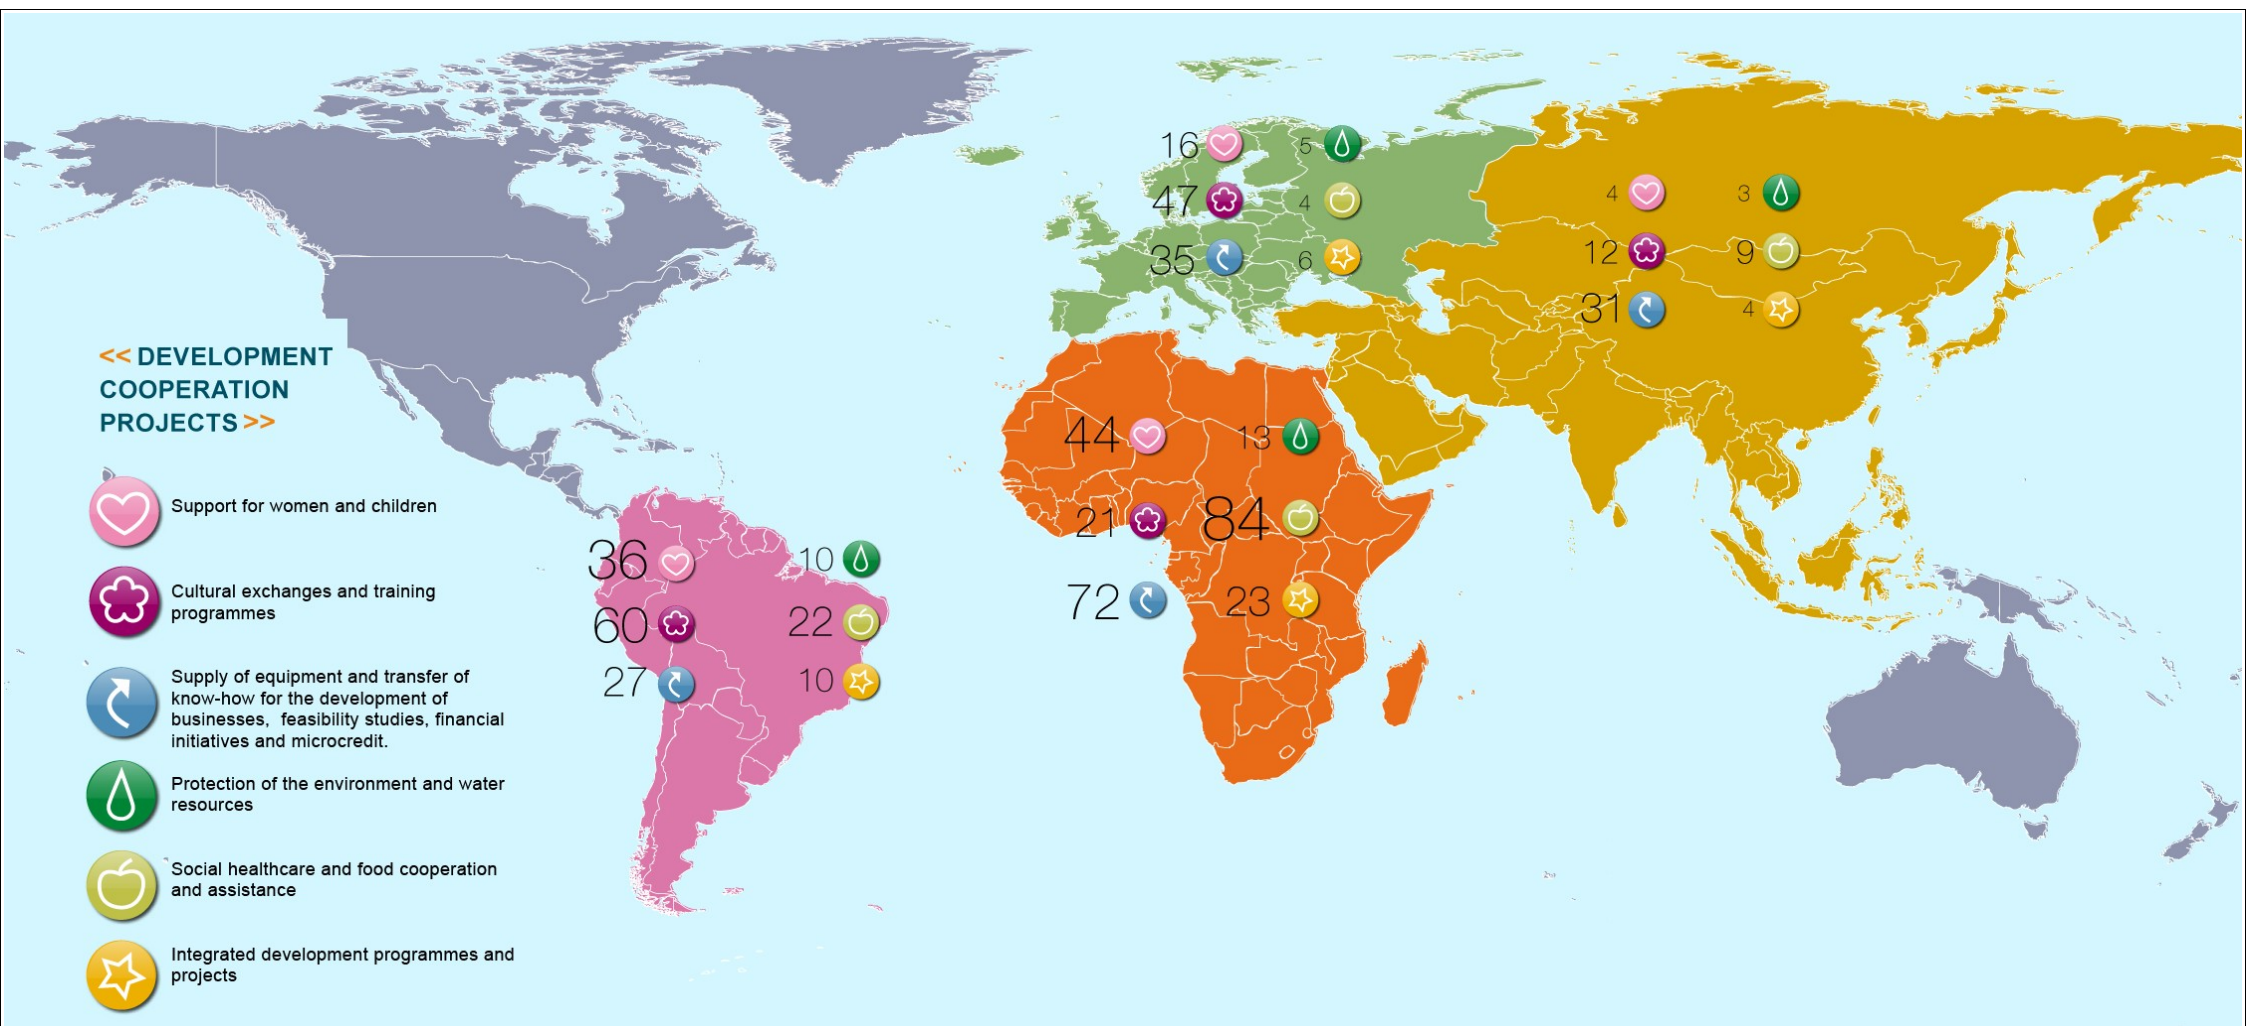 << DEVELOPMENT
COOPERATION
PROJECTS >>
Support for women and children
Cultural exchanges and training
programmes
Supply of equipment and transfer of
know-how for the development of
businesses,  feasibility studies, financial
initiatives and microcredit.
Protection of the environment and water
resources
Social healthcare and food cooperation
and assistance
Integrated development programmes and
projects
36 10
60 22
27 10
16 5
47 4
35 6
44 13
21 84
72 23
4 3
12 9
31 4